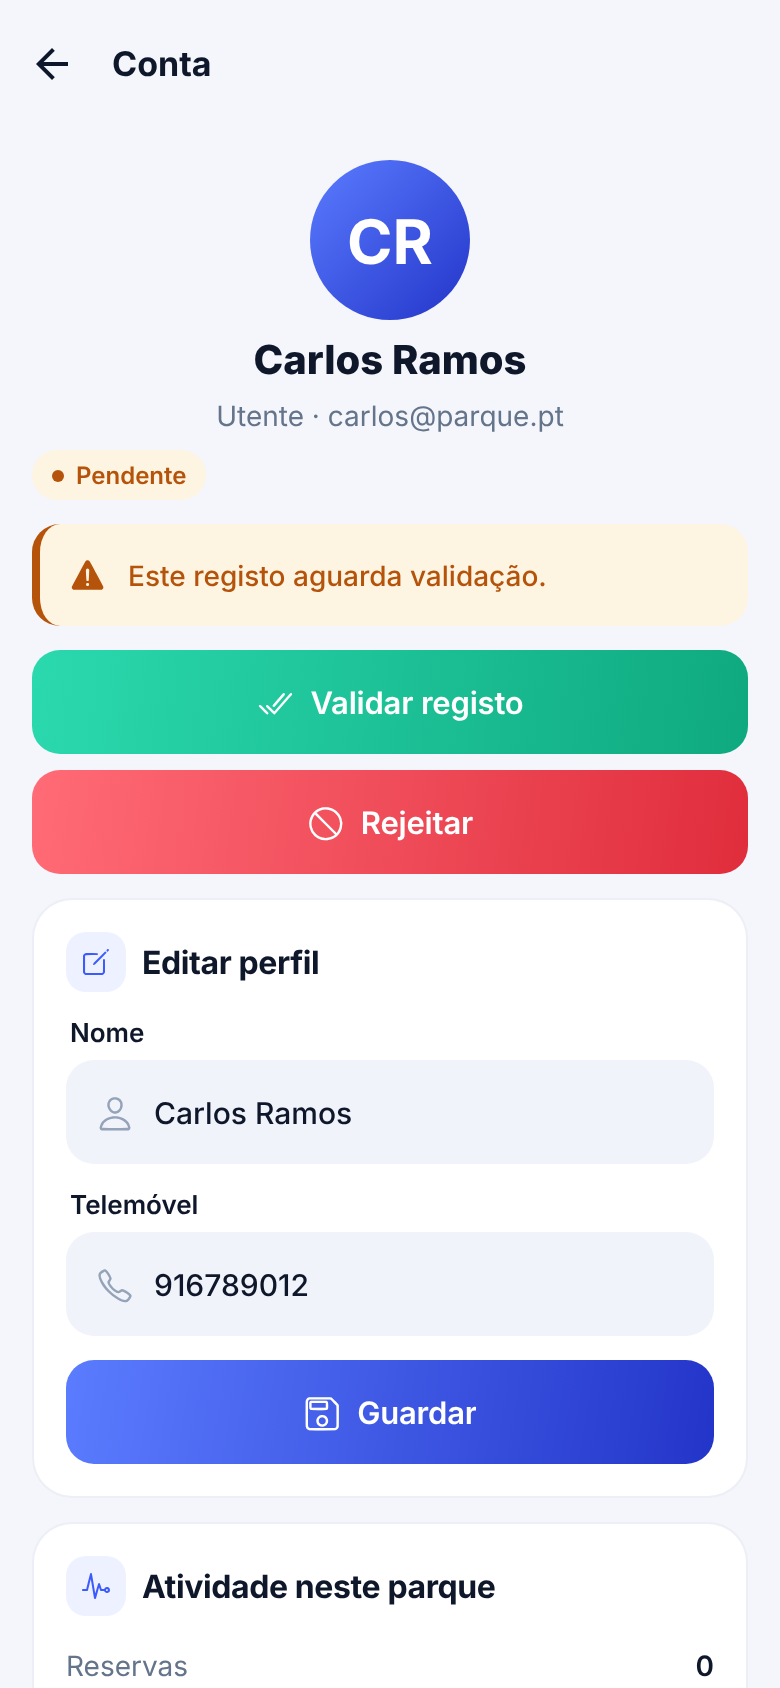 Conta
CR
Carlos Ramos
Utente · carlos@parque.pt
Pendente
Este registo aguarda validação.
Validar registo
Rejeitar
Editar perfil
Nome
Carlos Ramos
Telemóvel
916789012
Guardar
Atividade neste parque
Reservas 0